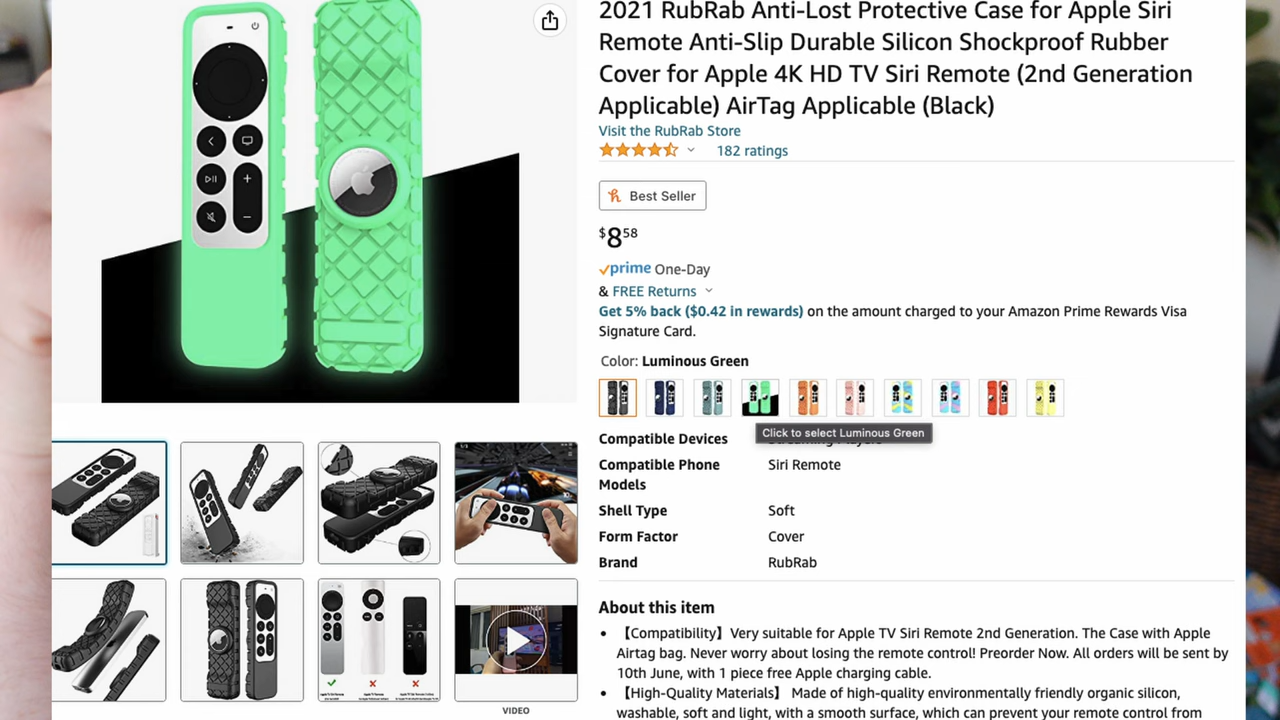 2021 RubRab Anti-Lost Protective Case for Apple Siri
Remote Anti-Slip Durable Silicon Shockproof Rubber
Cover for Apple 4K HD TV Siri Remote (2nd Generation
Applicable) AirTag Applicable (Black)
Visit the RubRab Store
182 ratings
Best Seller
$8.58
prime One-Day
& FREE Returns
Get 5% back ($0.42 in rewards) on the amount charged to your Amazon Prime Rewards Visa
Signature Card.
Color: Luminous Green
Click to select Luminous Green
Compatible Devices
Compatible Phone Siri Remote
Models
Shell Type Soft
Form Factor Cover
Brand RubRab
About this item
• 【Compatibility】Very suitable for Apple TV Siri Remote 2nd Generation. The Case with Apple
Airtag bag. Never worry about losing the remote control! Preorder Now. All orders will be sent by
10th June, with 1 piece free Apple charging cable.
• 【High-Quality Materials】 Made of high-quality environmentally friendly organic silicon,
washable, soft and light, with a smooth surface, which can prevent your remote control from
VIDEO